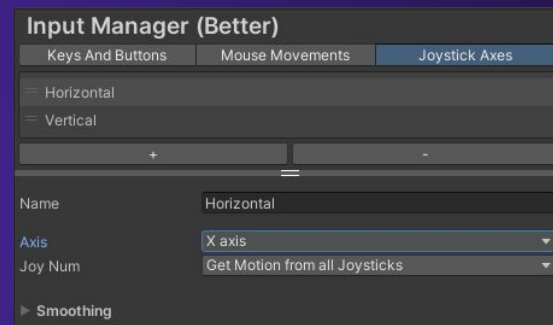 Input Manager (Better)
Keys And Buttons Mouse Movements Joystick Axes
Horizontal
Vertical
+ -
Name Horizontal
Axis X axis
Joy Num Get Motion from all Joysticks
Smoothing